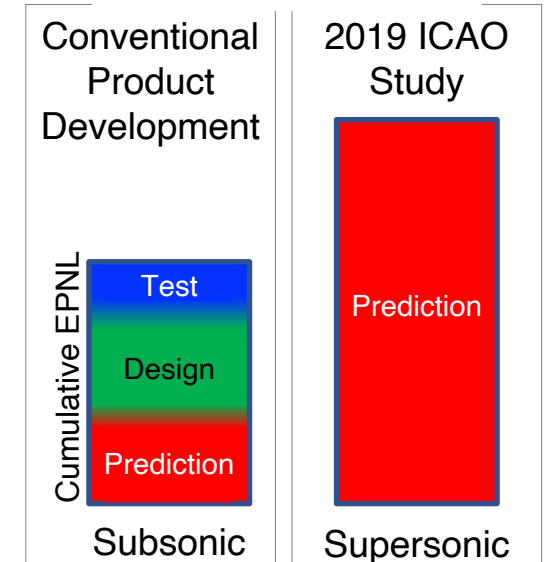 Conventional
Product
Development
Cumulative EPNL
Test
Design
Prediction
Subsonic
2019 ICAO
Study
Prediction
Supersonic